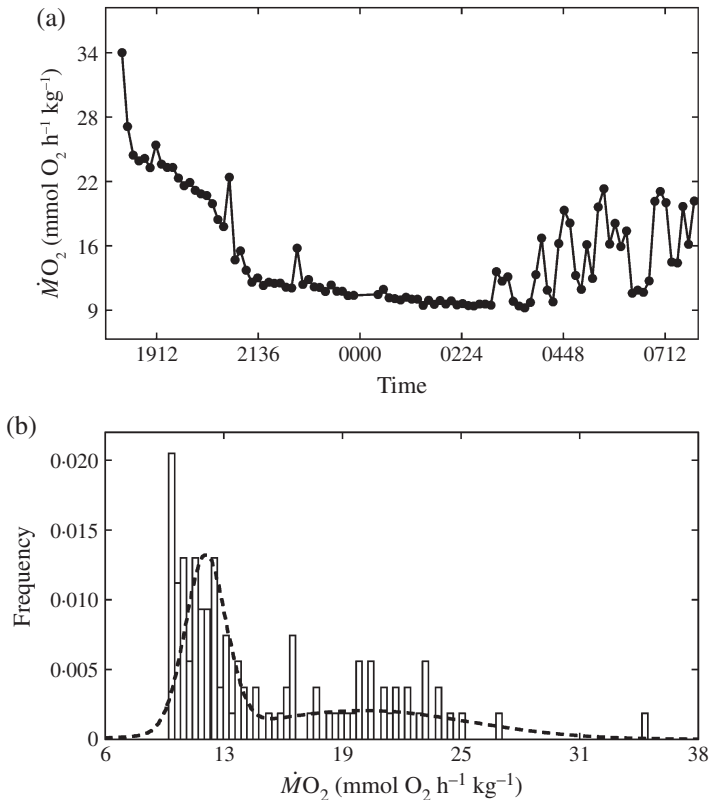 (a)
34
28
22
16
9
ṀO₂ (mmol O₂ h⁻¹ kg⁻¹)
1912 2136 0000 0224 0448 0712
Time
(b)
0·020
0·015
0·010
0·005
0
Frequency
6 13 19 25 31 38
ṀO₂ (mmol O₂ h⁻¹ kg⁻¹)